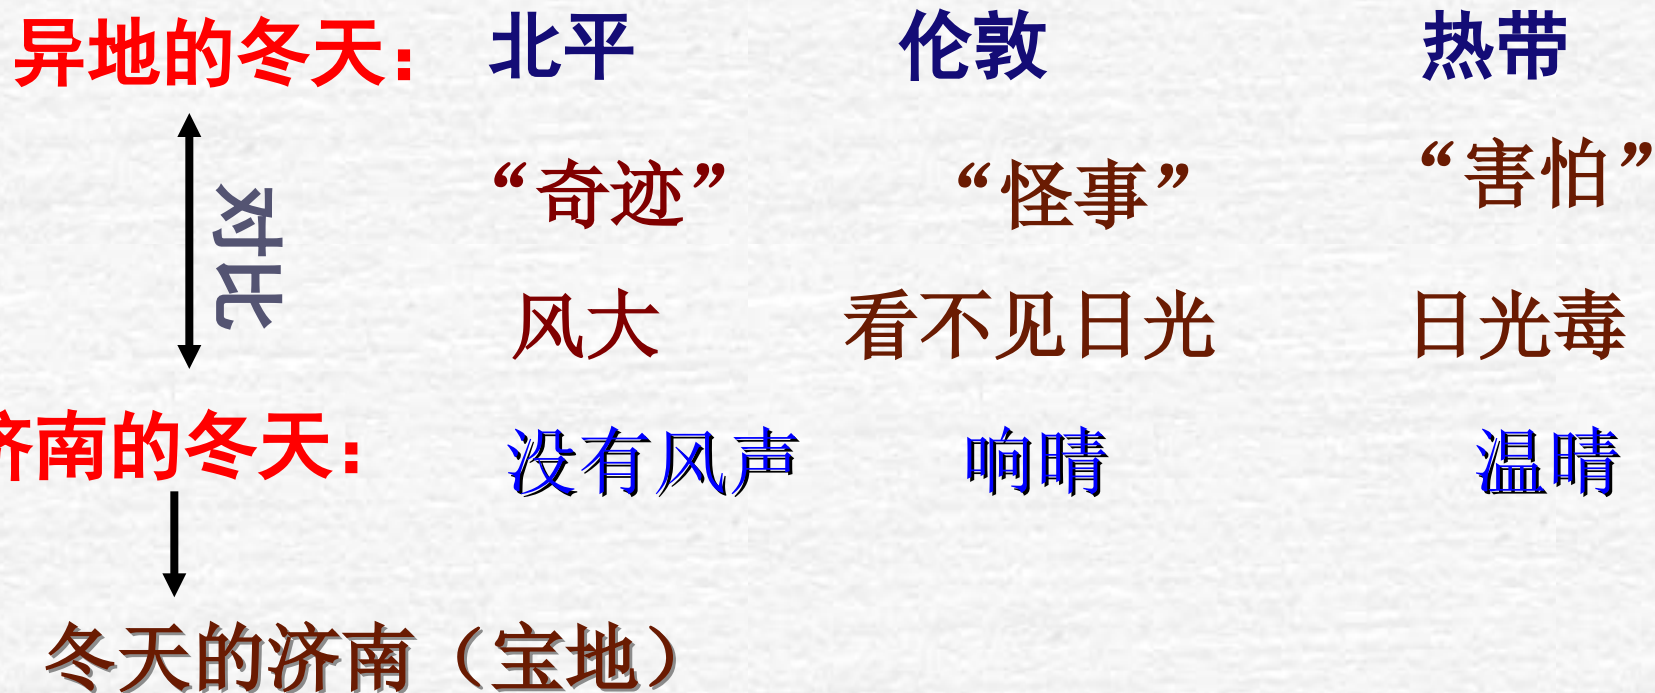 异地的冬天： 北平 伦敦 热带
“奇迹” “怪事” “害怕”
对比
风大 看不见日光 日光毒
济南的冬天： 没有风声 响晴 温晴
冬天的济南（宝地）